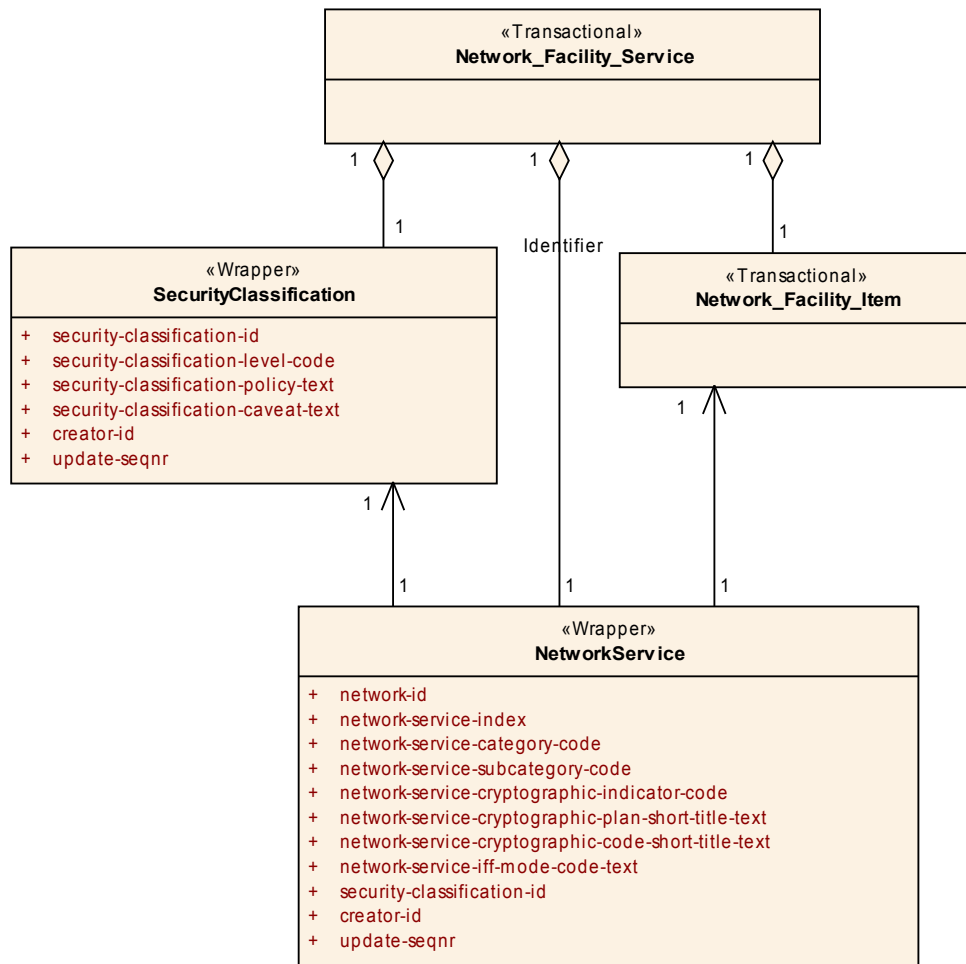 «Transactional»
Network_Facility_Service
1
1
1
1
Identifier
1
«Wrapper»
SecurityClassification
+ security-classification-id
+ security-classification-level-code
+ security-classification-policy-text
+ security-classification-caveat-text
+ creator-id
+ update-seqnr
«Transactional»
Network_Facility_Item
1
1
1
1
1
«Wrapper»
NetworkService
+ network-id
+ network-service-index
+ network-service-category-code
+ network-service-subcategory-code
+ network-service-cryptographic-indicator-code
+ network-service-cryptographic-plan-short-title-text
+ network-service-cryptographic-code-short-title-text
+ network-service-iff-mode-code-text
+ security-classification-id
+ creator-id
+ update-seqnr